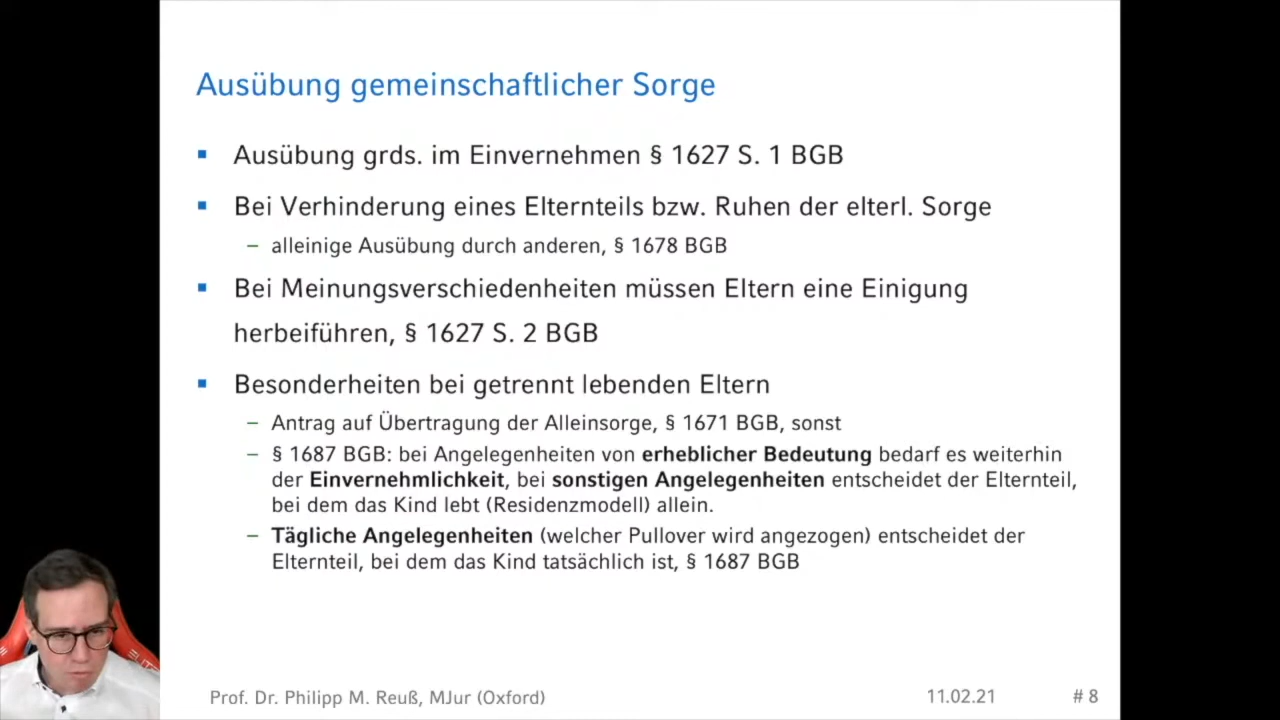 Ausübung gemeinschaftlicher Sorge
▪ Ausübung grds. im Einvernehmen § 1627 S. 1 BGB
▪ Bei Verhinderung eines Elternteils bzw. Ruhen der elterl. Sorge
– alleinige Ausübung durch anderen, § 1678 BGB
▪ Bei Meinungsverschiedenheiten müssen Eltern eine Einigung
herbeiführen, § 1627 S. 2 BGB
▪ Besonderheiten bei getrennt lebenden Eltern
– Antrag auf Übertragung der Alleinsorge, § 1671 BGB, sonst
– § 1687 BGB: bei Angelegenheiten von erheblicher Bedeutung bedarf es weiterhin
der Einvernehmlichkeit, bei sonstigen Angelegenheiten entscheidet der Elternteil,
bei dem das Kind lebt (Residenzmodell) allein.
– Tägliche Angelegenheiten (welcher Pullover wird angezogen) entscheidet der
Elternteil, bei dem das Kind tatsächlich ist, § 1687 BGB
Prof. Dr. Philipp M. Reuß, MJur (Oxford)
11.02.21
# 8